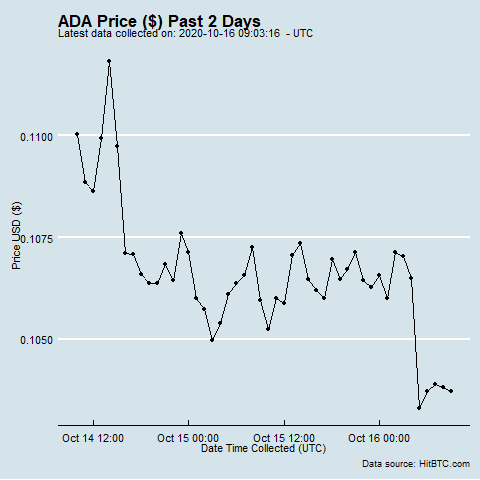 ADA Price ($) Past 2 Days
Latest data collected on: 2020-10-16 09:03:16  - UTC
Price USD ($)
0.1100
0.1075
0.1050
Oct 14 12:00
Oct 15 00:00
Oct 15 12:00
Oct 16 00:00
Date Time Collected (UTC)
Data source: HitBTC.com